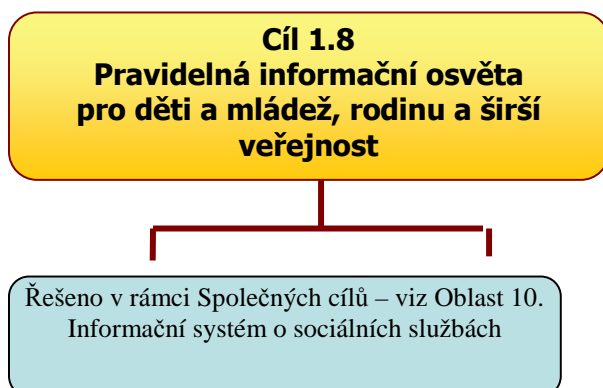 Cíl 1.8
Pravidelná informační osvěta
pro děti a mládež, rodinu a širší
veřejnost
Řešeno v rámci Společných cílů – viz Oblast 10.
Informační systém o sociálních službách